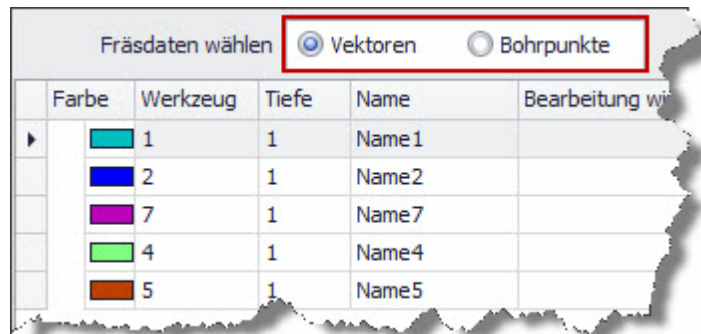 Fräsdaten wählen Vektoren Bohrpunkte
Farbe Werkzeug Tiefe Name Bearbeitung
1 1 Name1
2 1 Name2
7 1 Name7
4 1 Name4
5 1 Name5